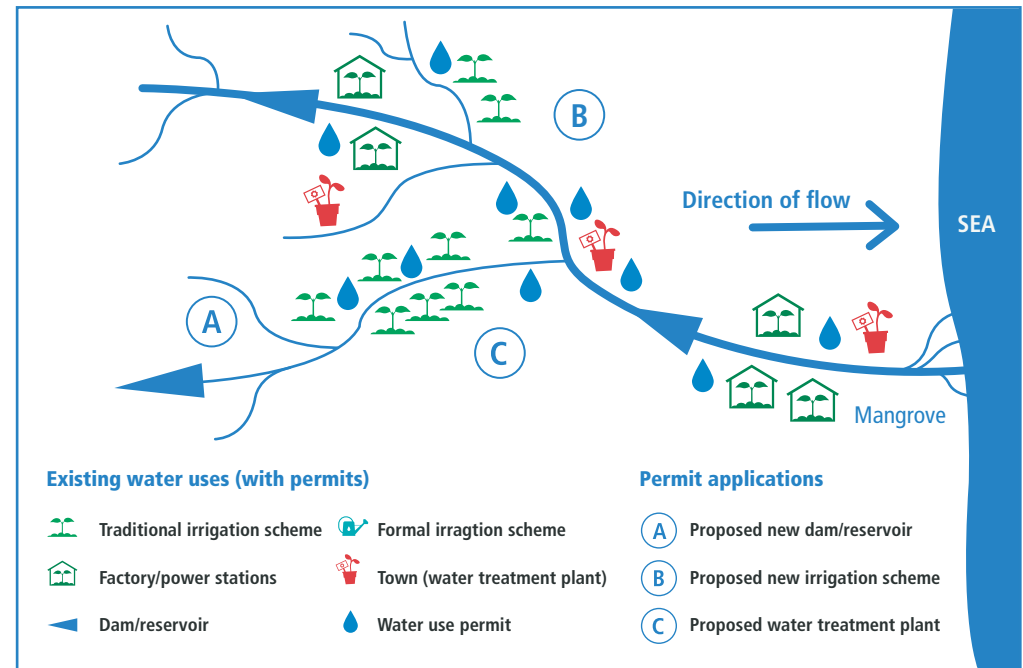 B
Direction of flow
SEA
A
C
Mangrove
Existing water uses (with permits)
Traditional irrigation scheme
Formal irragtion scheme
Factory/power stations
Town (water treatment plant)
Dam/reservoir
Water use permit
Permit applications
A Proposed new dam/reservoir
B Proposed new irrigation scheme
C Proposed water treatment plant